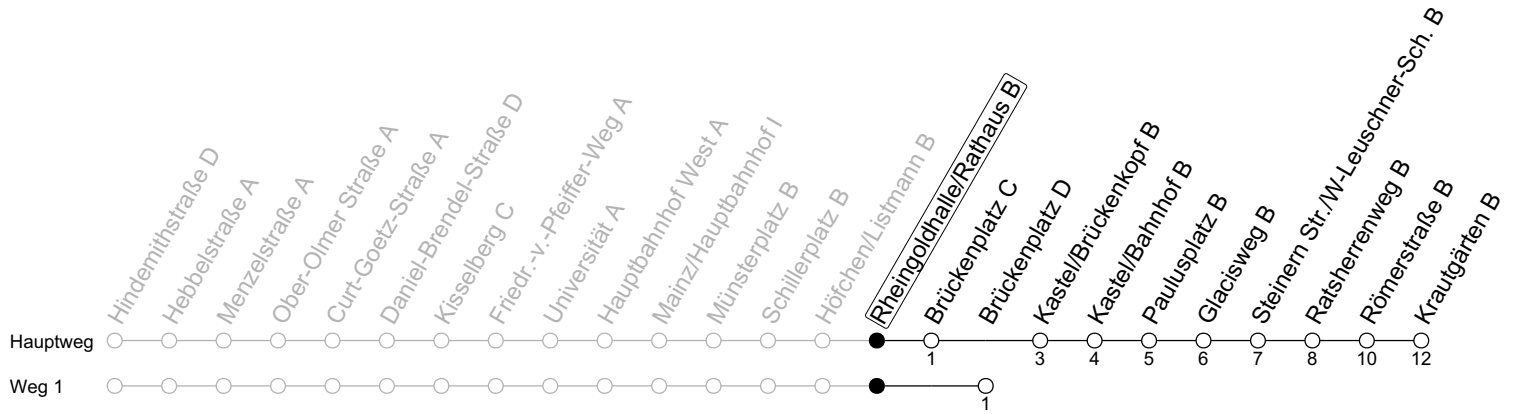 Hindemithstraße D
Hebbelstraße A
Menzelstraße A
Ober-Olmer Straße A
Curt-Goetz-Straße A
Daniel-Brendel-Straße D
Kisselberg C
Friedr.-v.-Pfeiffer-Weg A
Universität A
Hauptbahnhof West A
Mainz/Hauptbahnhof I
Münsterplatz B
Schillerplatz B
Höfchen/Listmann B
Rheingoldhalle/Rathaus B
Brückenplatz C
Brückenplatz D
Kastel/Brückenkopf B
Kastel/Bahnhof B
Paulusplatz B
Glacisweg B
Steinern Str./W-Leuschner-Sch. B
Ratsherrenweg B
Römerstraße B
Krautgärten B
Hauptweg
1 3 4 5 6 7 8 10 12
Weg 1
1